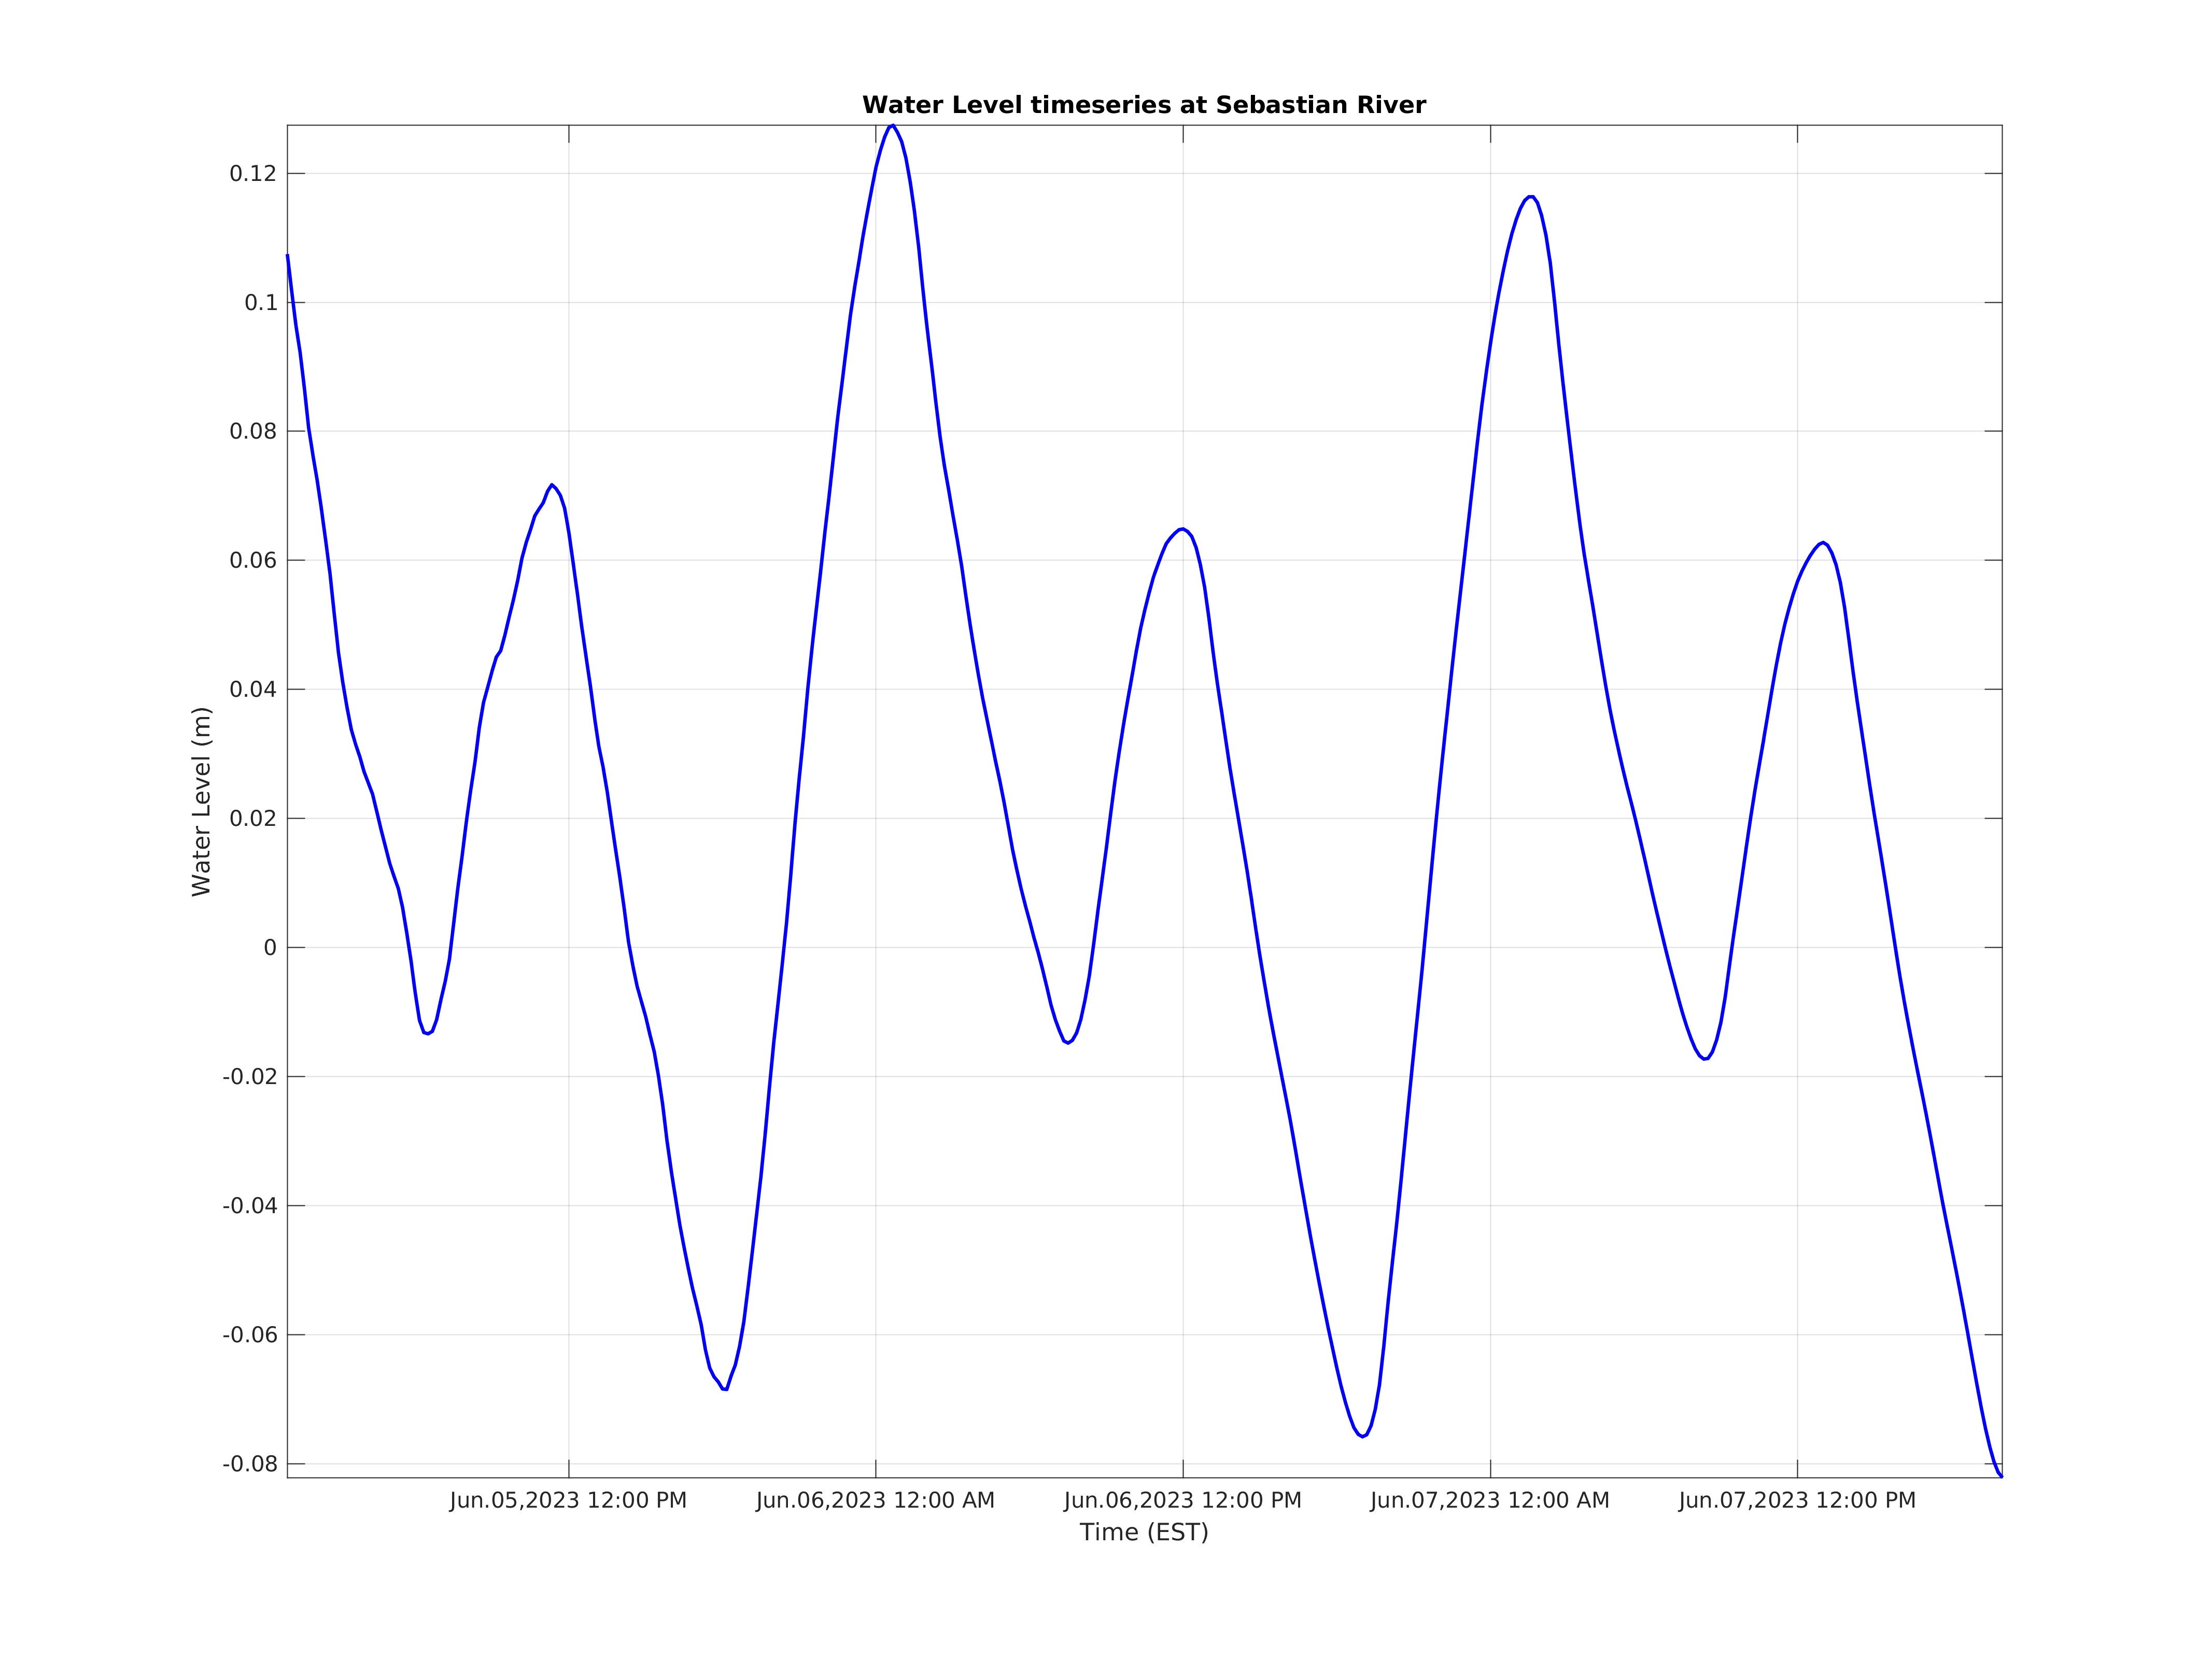 Water Level timeseries at Sebastian River
0.12
0.1
0.08
0.06
0.04
0.02
0
-0.02
-0.04
-0.06
-0.08
Water Level (m)
Jun.05,2023 12:00 PM
Jun.06,2023 12:00 AM
Jun.06,2023 12:00 PM
Jun.07,2023 12:00 AM
Jun.07,2023 12:00 PM
Time (EST)